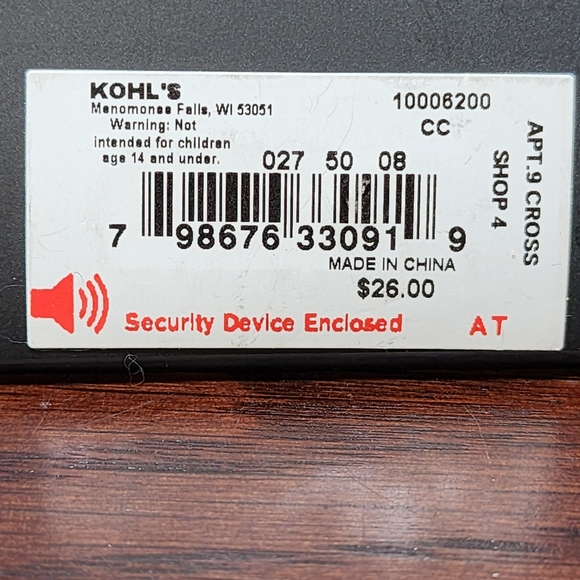 KOHL'S
Menomonee Falls, WI 53051
Warning: Not
intended for children
age 14 and under.
10006200
CC
027 50 08
7 98676 33091 9
MADE IN CHINA
$26.00
APT.9 CROSS
SHOP 4
Security Device Enclosed
AT